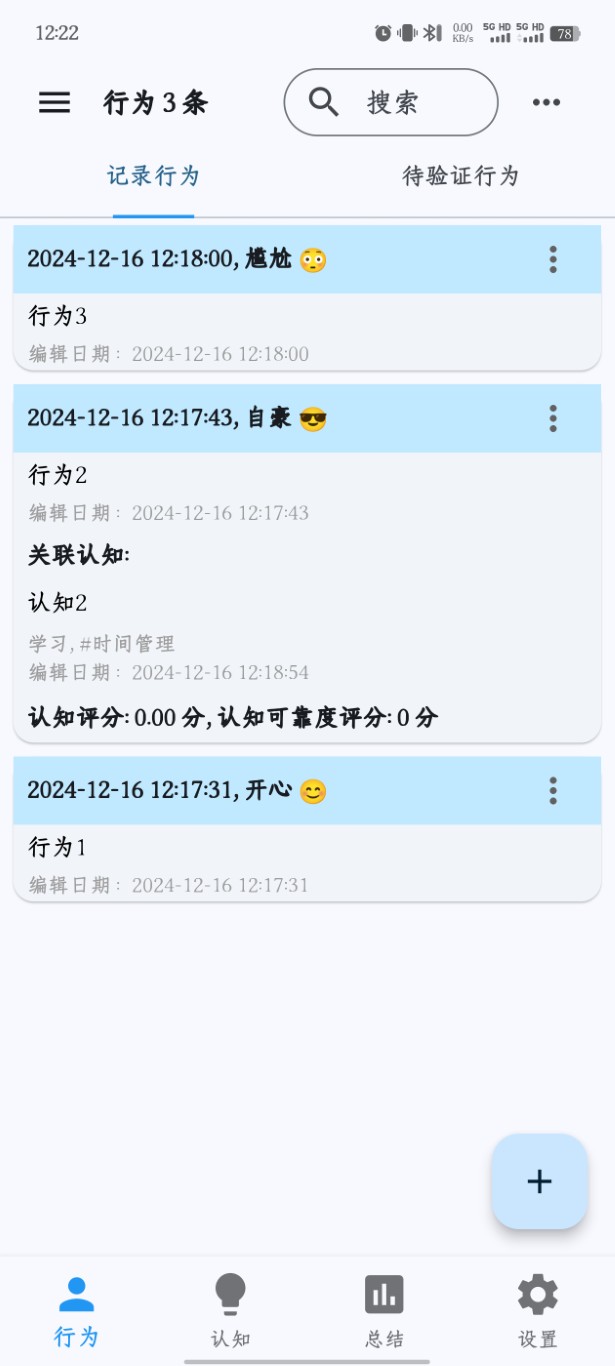 12:22
0.00 KB/s 5G HD 5G HD 78
行为 3 条
搜索
记录行为
待验证行为
2024-12-16 12:18:00, 尴尬 😳
行为3
编辑日期：2024-12-16 12:18:00
2024-12-16 12:17:43, 自豪 😎
行为2
编辑日期：2024-12-16 12:17:43
关联认知:
认知2
学习, #时间管理
编辑日期：2024-12-16 12:18:54
认知评分: 0.00 分, 认知可靠度评分: 0 分
2024-12-16 12:17:31, 开心 😊
行为1
编辑日期：2024-12-16 12:17:31
行为
认知
总结
设置